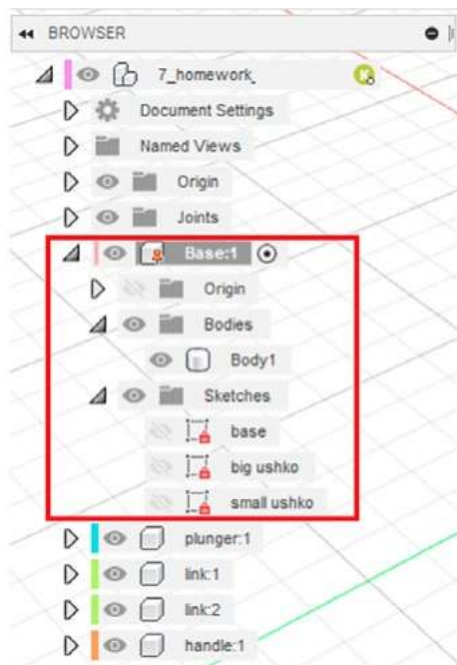 BROWSER
7_homework_
Document Settings
Named Views
Origin
Joints
Base:1
Origin
Bodies
Body1
Sketches
base
big ushko
small ushko
plunger:1
link:1
link:2
handle:1